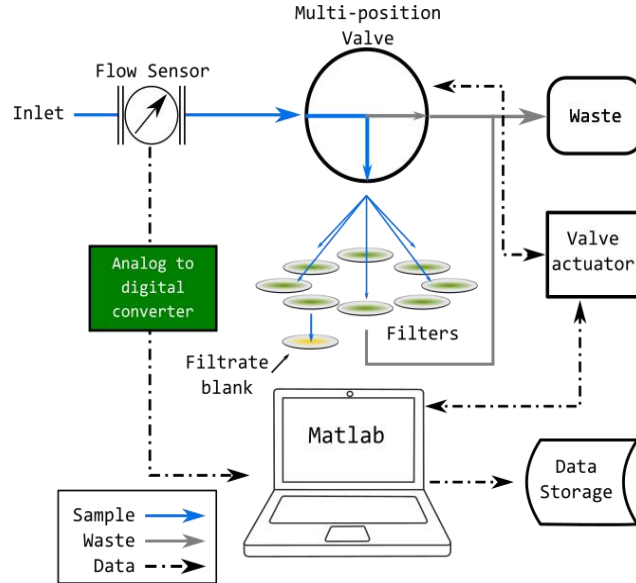 Multi-position
Valve
Flow Sensor
Inlet
Waste
Analog to
digital
converter
Valve
actuator
Filters
Filtrate
blank
Matlab
Data
Storage
Sample
Waste
Data